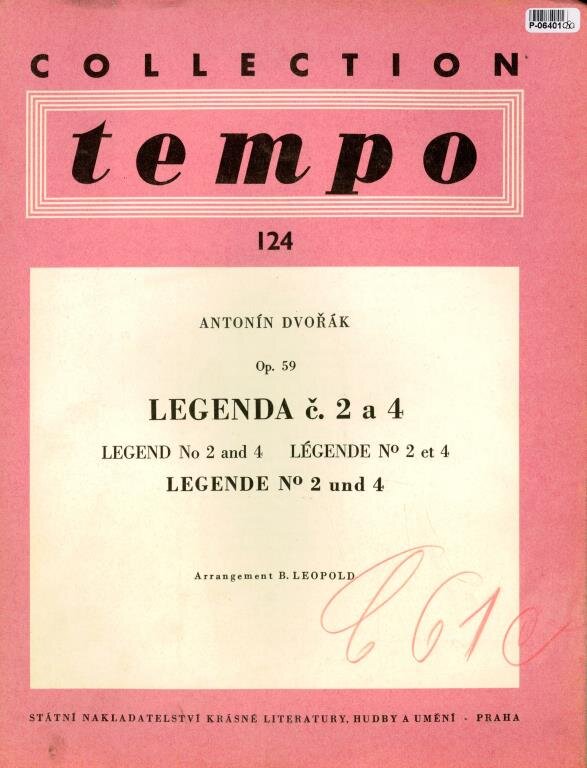 P-06401
COLLECTION
tempo
124
ANTONÍN DVOŘÁK
Op. 59
LEGENDA č. 2 a 4
LEGEND No 2 and 4 LÉGENDE Nº 2 et 4
LEGENDE Nº 2 und 4
Arrangement B. LEOPOLD
STÁTNÍ NAKLADATELSTVÍ KRÁSNÉ LITERATURY, HUDBY A UMĚNÍ - PRAHA